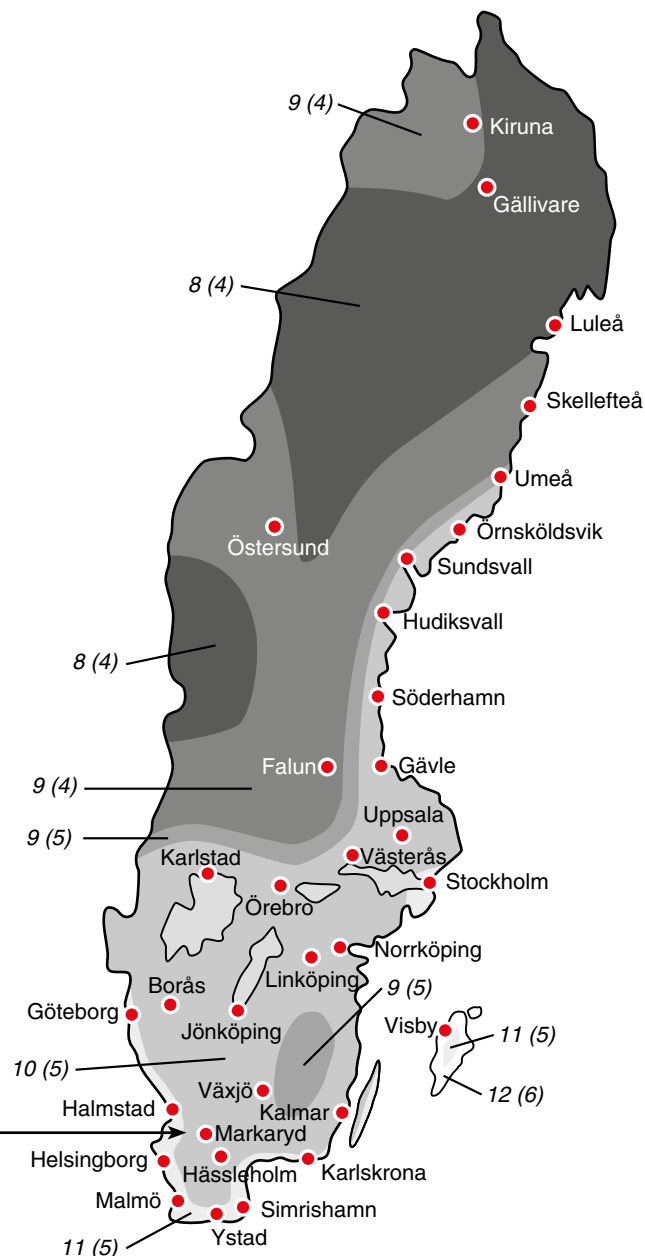 9 (4)
Kiruna
Gällivare
8 (4)
Luleå
Skellefteå
Umeå
Örnsköldsvik
Östersund
Sundsvall
Hudiksvall
8 (4)
Söderhamn
Falun
Gävle
9 (4)
Uppsala
9 (5)
Västerås
Karlstad
Stockholm
Örebro
Norrköping
Linköping
9 (5)
Borås
Göteborg
Jönköping
Visby
11 (5)
10 (5)
Växjö
12 (6)
Halmstad
Kalmar
Markaryd
Helsingborg
Hässleholm
Karlskrona
Malmö
Simrishamn
Ystad
11 (5)